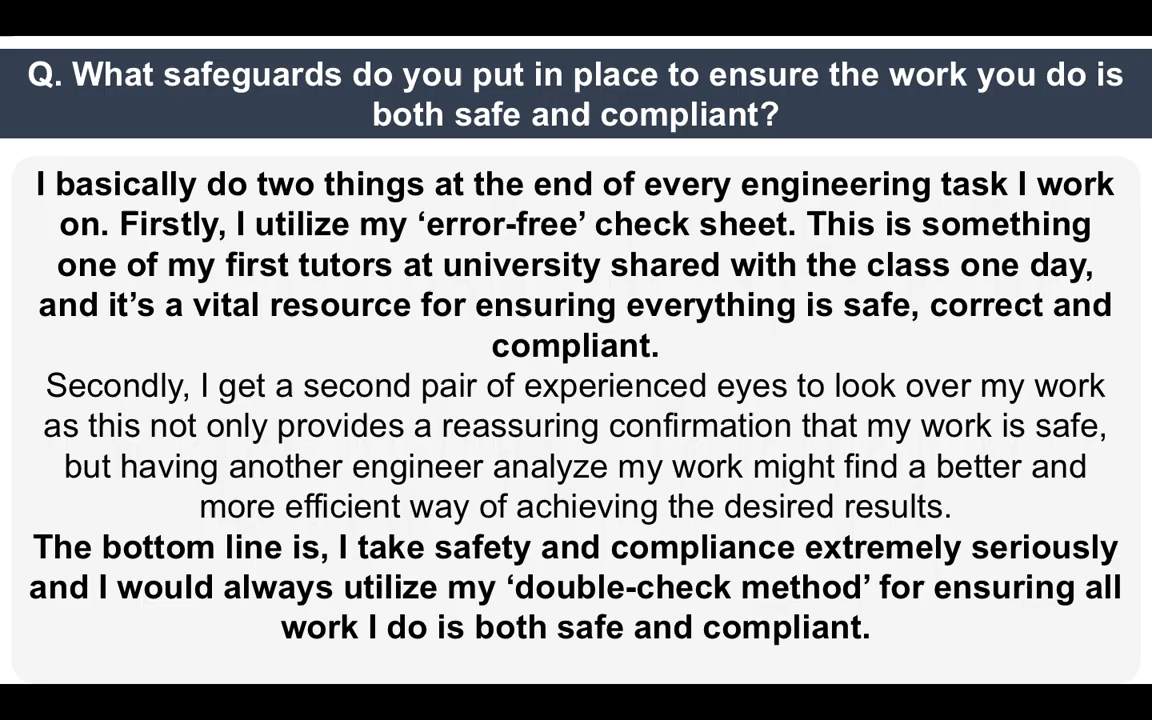 Q. What safeguards do you put in place to ensure the work you do is
both safe and compliant?
I basically do two things at the end of every engineering task I work
on. Firstly, I utilize my ‘error-free’ check sheet. This is something
one of my first tutors at university shared with the class one day,
and it’s a vital resource for ensuring everything is safe, correct and
compliant.
Secondly, I get a second pair of experienced eyes to look over my work
as this not only provides a reassuring confirmation that my work is safe,
but having another engineer analyze my work might find a better and
more efficient way of achieving the desired results.
The bottom line is, I take safety and compliance extremely seriously
and I would always utilize my ‘double-check method’ for ensuring all
work I do is both safe and compliant.